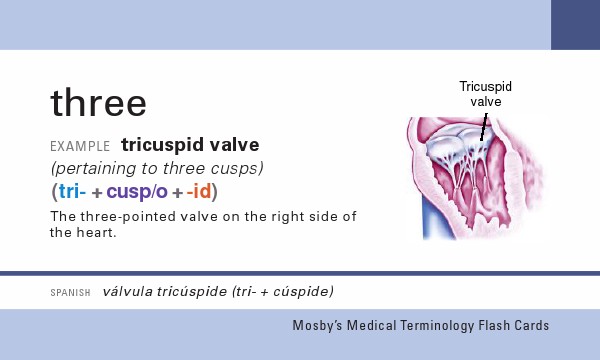 Tricuspid
valve
three
EXAMPLE tricuspid valve
(pertaining to three cusps)
(tri- + cusp/o + -id)
The three-pointed valve on the right side of
the heart.
SPANISH válvula tricúspide (tri- + cúspide)
Mosby's Medical Terminology Flash Cards